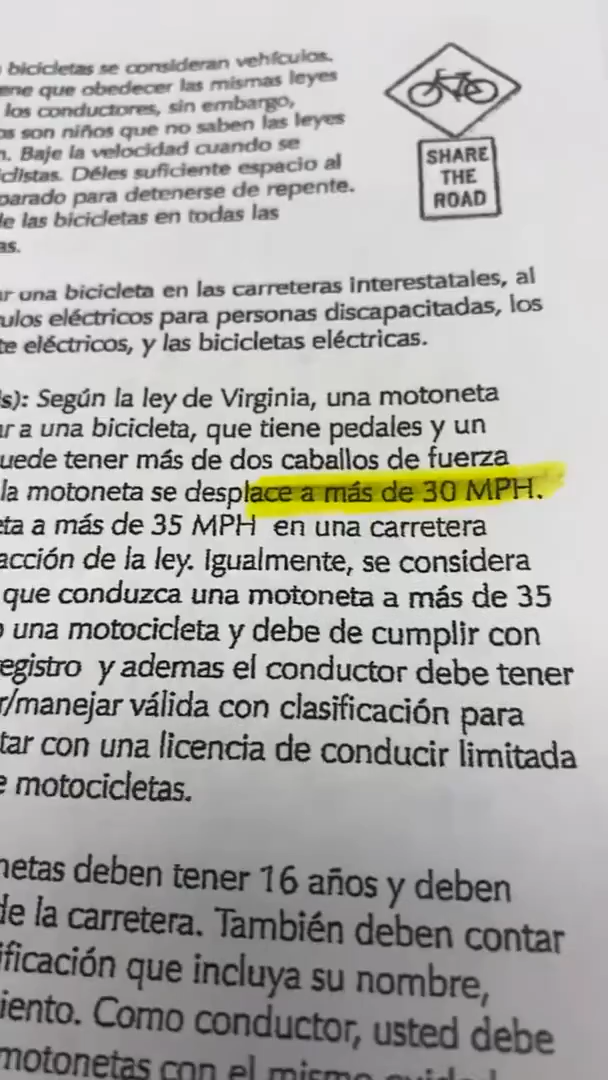 bicicletas se consideran vehículos.
que obedecer las mismas leyes
los conductores, sin embargo,
son niños que no saben las leyes
Baje la velocidad cuando se
Déles suficiente espacio al
para detenerse de repente.
las bicicletas en todas las
SHARE
THE
ROAD
una bicicleta en las carreteras interestatales, al
eléctricos para personas discapacitadas, los
eléctricos, y las bicicletas eléctricas.
Según la ley de Virginia, una motoneta
a una bicicleta, que tiene pedales y un
tener más de dos caballos de fuerza
la motoneta se desplace a más de 30 MPH.
a más de 35 MPH en una carretera
de la ley. Igualmente, se considera
que conduzca una motoneta a más de 35
una motocicleta y debe de cumplir con
y ademas el conductor debe tener
válida con clasificación para
con una licencia de conducir limitada
motocicletas.
deben tener 16 años y deben
de la carretera. También deben contar
que incluya su nombre,
Como conductor, usted debe
motonetas con el mismo